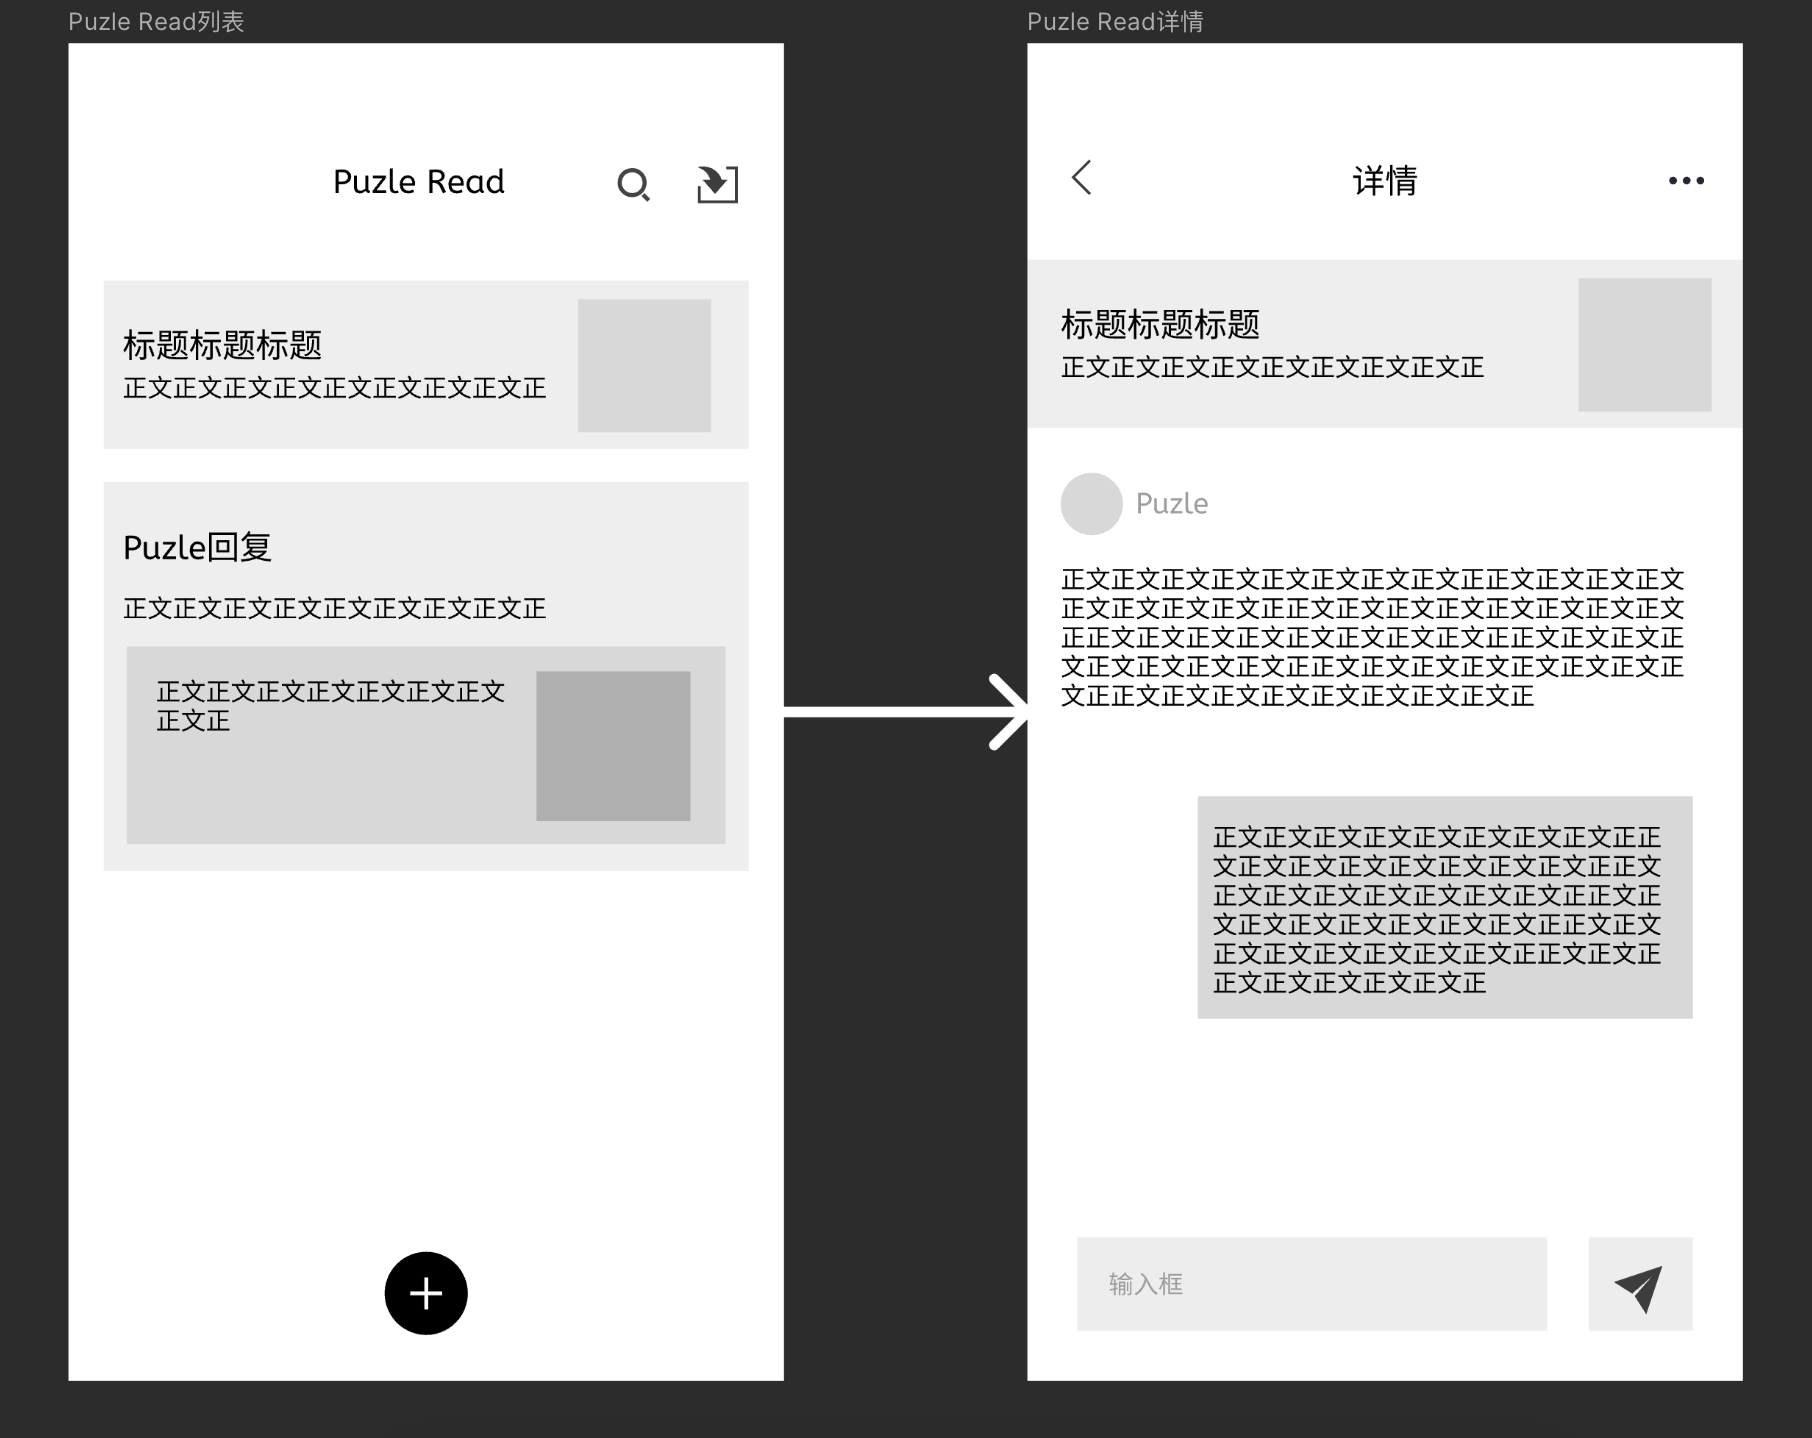 Puzle Read列表
Puzle Read
标题标题标题
正文正文正文正文正文正文正文正文正
Puzle回复
正文正文正文正文正文正文正文正文正
正文正文正文正文正文正文正文
正文正
Puzle Read详情
详情
标题标题标题
正文正文正文正文正文正文正文正文正
Puzle
正文正文正文正文正文正文正文正文正正文正文正文正文
正文正文正文正文正正文正文正文正文正文正文正文正文
正正文正文正文正文正文正文正文正文正正文正文正文正
文正文正文正文正文正正文正文正文正文正文正文正文正
文正正文正文正文正文正文正文正文正文正
正文正文正文正文正文正文正文正文正正
文正文正文正文正文正文正文正文正正文
正文正文正文正文正文正文正文正正文正
文正文正文正文正文正文正文正正文正文
正文正文正文正文正文正文正正文正文正
正文正文正文正文正文正
输入框